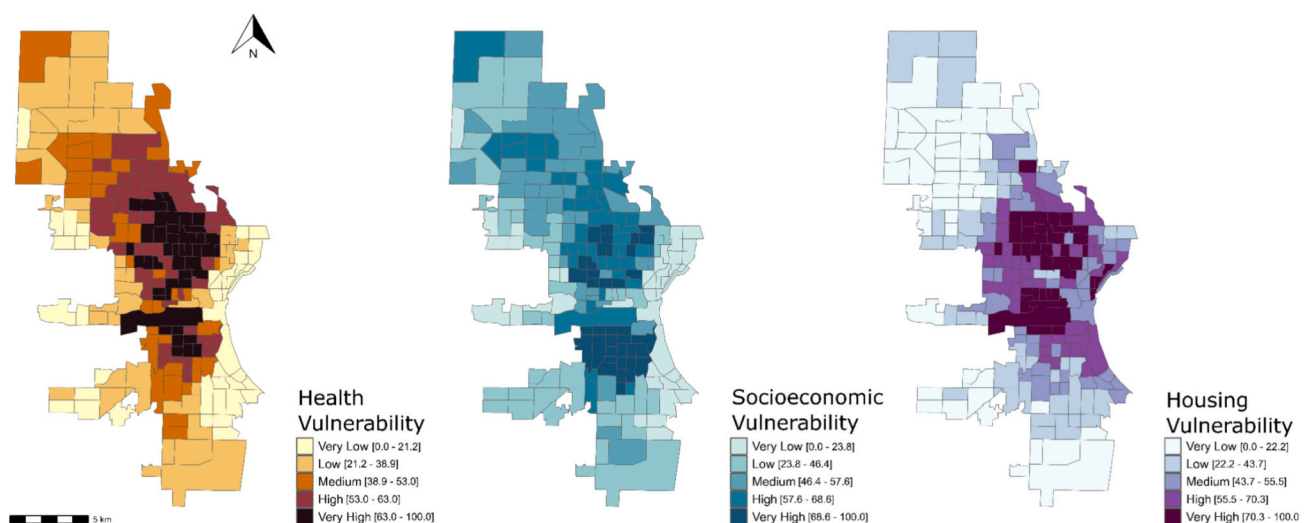 N
Health
Vulnerability
Very Low [0.0 - 21.2]
Low [21.2 - 38.9]
Medium [38.9 - 53.0]
High [53.0 - 63.0]
Very High [63.0 - 100.0]
5 km
Socioeconomic
Vulnerability
Very Low [0.0 - 23.8]
Low [23.8 - 46.4]
Medium [46.4 - 57.6]
High [57.6 - 68.6]
Very High [68.6 - 100.0]
Housing
Vulnerability
Very Low [0.0 - 22.2]
Low [22.2 - 43.7]
Medium [43.7 - 55.5]
High [55.5 - 70.3]
Very High [70.3 - 100.0]